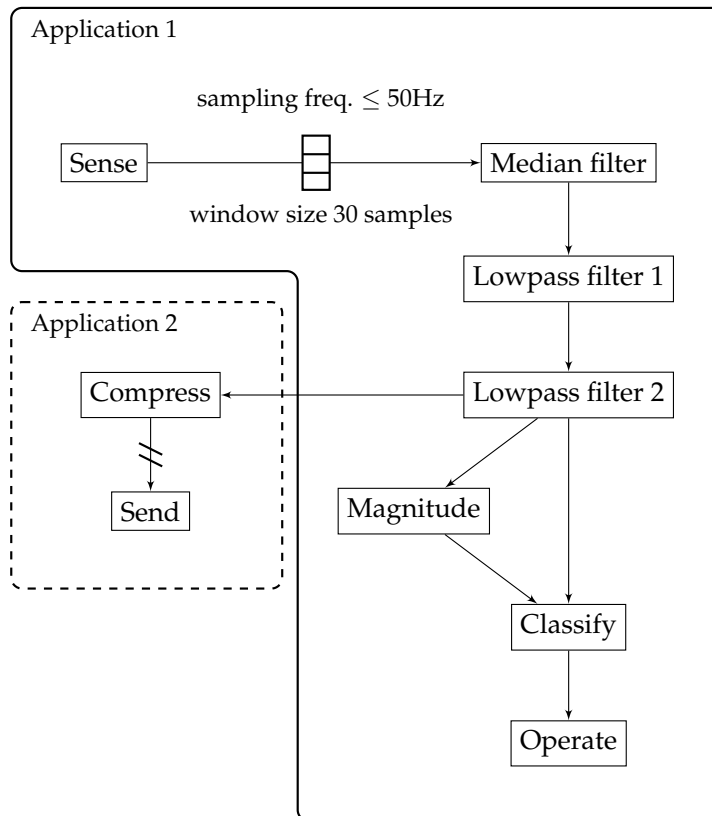 Application 1
sampling freq. ≤ 50Hz
Sense
Median filter
window size 30 samples
Lowpass filter 1
Application 2
Compress
Lowpass filter 2
Magnitude
Send
Classify
Operate